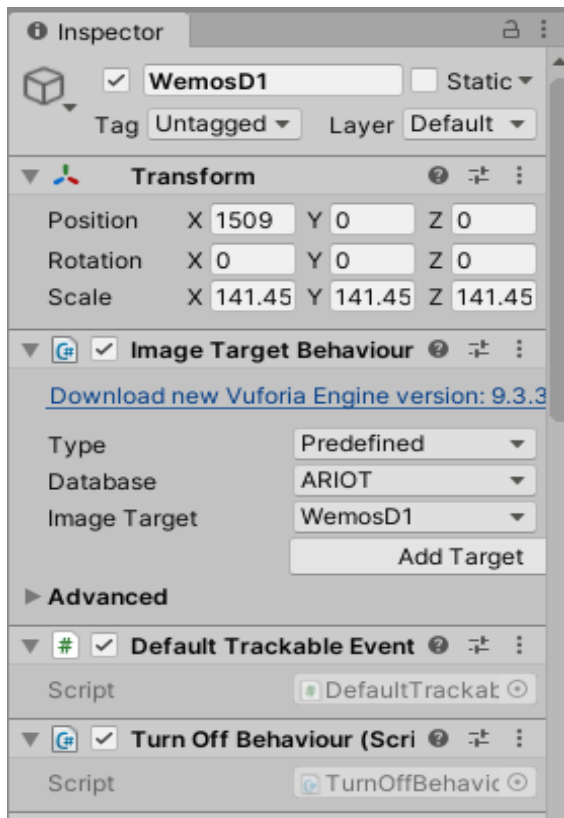 Inspector
WemosD1 Static
Tag Untagged Layer Default
Transform
Position X 1509 Y 0 Z 0
Rotation X 0 Y 0 Z 0
Scale X 141.45 Y 141.45 Z 141.45
Image Target Behaviour
Download new Vuforia Engine version: 9.3.3
Type Predefined
Database ARIOT
Image Target WemosD1
Add Target
Advanced
# Default Trackable Event
Script DefaultTrackab
Turn Off Behaviour (Scri
Script TurnOffBehavic